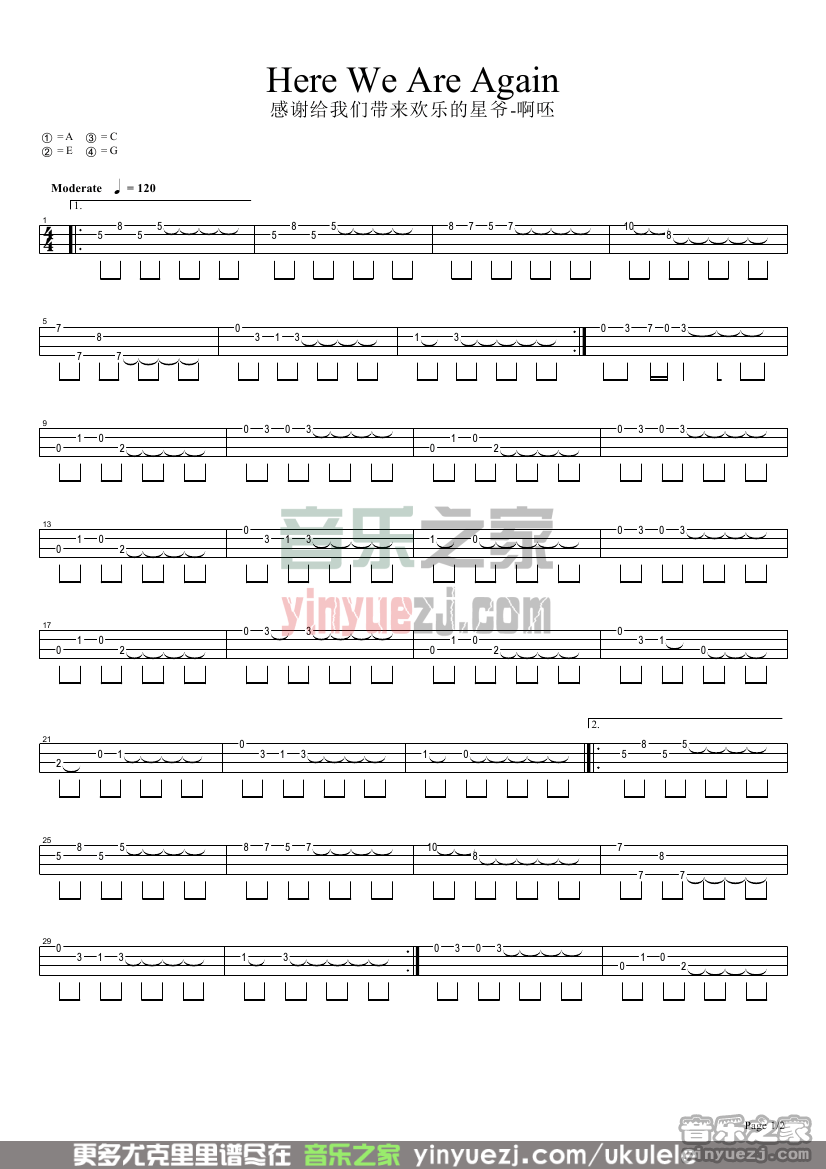 Here We Are Again
感谢给我们带来欢乐的星爷-啊呸
① = A ③ = C
② = E ④ = G
Moderate ♩ = 120
1.
1
4/4
5 8 5 5 5 8 5 5 8 7 5 7 10 8
5
7 7 8 7 0 3 1 3 1 3 0 3 7 0 3
9
0 1 0 2 0 3 0 3 0 1 0 2 0 3 0 3
13
0 1 0 2 0 3 1 3 1 0 0 3 0 3
17
0 1 0 2 0 3 3 0 1 0 2 0 3 1 0
2.
21
2 0 1 0 3 1 3 1 0 5 8 5 5
25
5 8 5 5 8 7 5 7 10 8 7 7 8 7
29
0 3 1 3 1 3 0 3 0 3 0 1 0 2
音乐之家
yinyuezj.com
Page 1/2
音乐之家
yinyuezj.com
更多尤克里里谱尽在 音乐之家 yinyuezj.com/ukulele